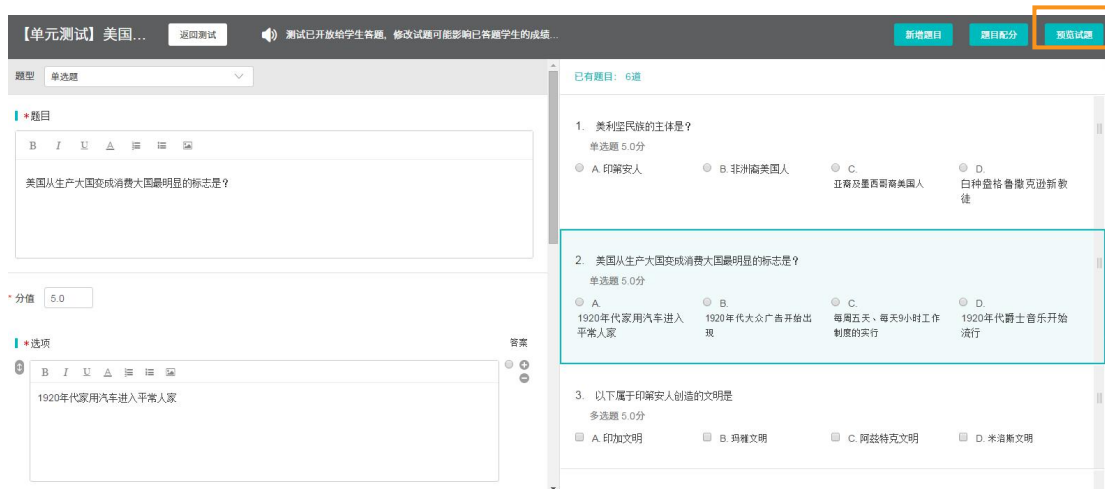 【单元测试】美国... 返回测试 测试已开放给学生答题，修改试题可能影响已答题学生的成绩... 新增题目 题目配分 预览试题
题型 单选题
*题目
B I U A
美国从生产大国变成消费大国最明显的标志是？
* 分值 5.0
*选项 答案
B I U A
1920年代家用汽车进入平常人家
已有题目: 6道
1. 美利坚民族的主体是？
单选题 5.0分
A. 印第安人 B. 非洲裔美国人 C. D.
亚裔及墨西哥裔美国人 白种盎格鲁撒克逊新教
徒
2. 美国从生产大国变成消费大国最明显的标志是？
单选题 5.0分
A. B. C. D.
1920年代家用汽车进入 1920年代大众广告开始出 每周五天、每天9小时工作 1920年代爵士音乐开始
平常人家 现 制度的实行 流行
3. 以下属于印第安人创造的文明是
多选题 5.0分
A. 印加文明 B. 玛雅文明 C. 阿兹特克文明 D. 米诺斯文明